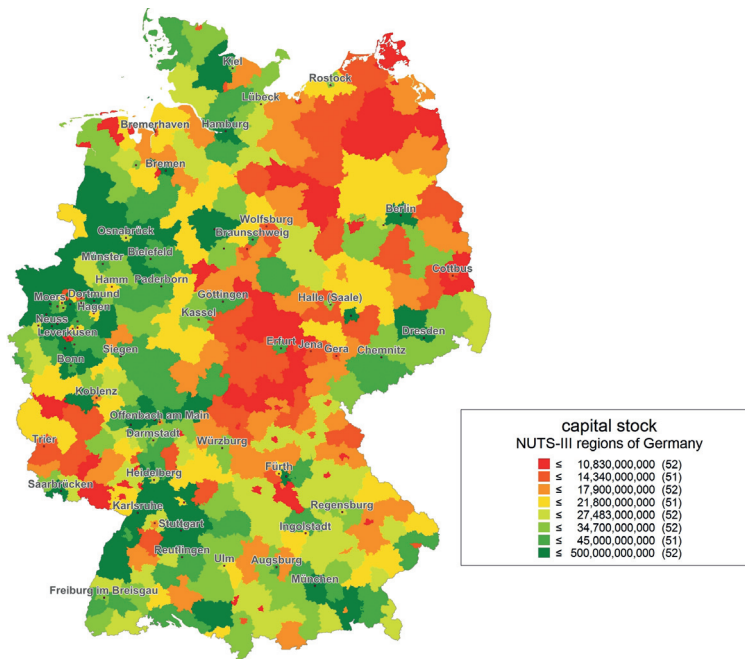 Kiel
Rostock
Lübeck
Bremerhaven
Hamburg
Bremen
Berlin
Wolfsburg
Osnabrück
Braunschweig
Münster
Bielefeld
Cottbus
Hamm
Paderborn
Moers
Dortmund
Göttingen
Halle (Saale)
Hagen
Neuss
Kassel
Leverkusen
Dresden
Erfurt
Jena
Gera
Chemnitz
Bonn
Siegen
Koblenz
Offenbach am Main
Trier
Darmstadt
Würzburg
Heidelberg
Fürth
Saarbrücken
Karlsruhe
Regensburg
Stuttgart
Ingolstadt
Reutlingen
Ulm
Augsburg
München
Freiburg im Breisgau
capital stock
NUTS-III regions of Germany
≤ 10,830,000,000 (52)
≤ 14,340,000,000 (51)
≤ 17,900,000,000 (52)
≤ 21,800,000,000 (51)
≤ 27,483,000,000 (52)
≤ 34,700,000,000 (52)
≤ 45,000,000,000 (51)
≤ 500,000,000,000 (52)